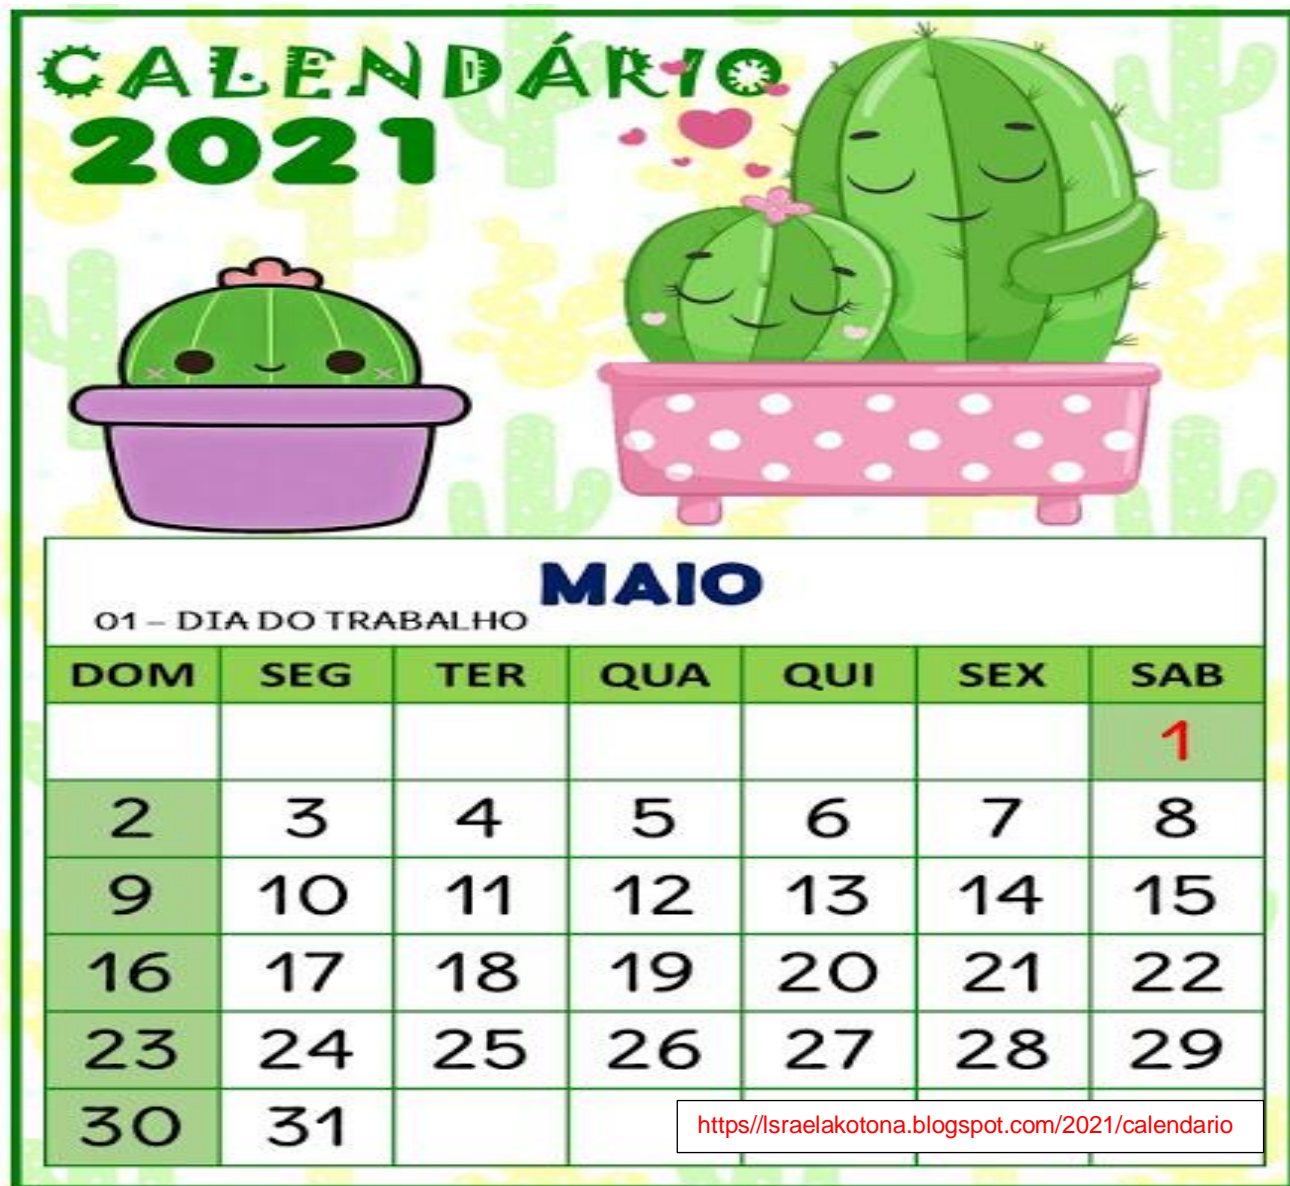 CALENDÁRIO
2021
MAIO
01 – DIA DO TRABALHO
DOM SEG TER QUA QUI SEX SAB
1
2 3 4 5 6 7 8
9 10 11 12 13 14 15
16 17 18 19 20 21 22
23 24 25 26 27 28 29
30 31
https//Israelakotona.blogspot.com/2021/calendario